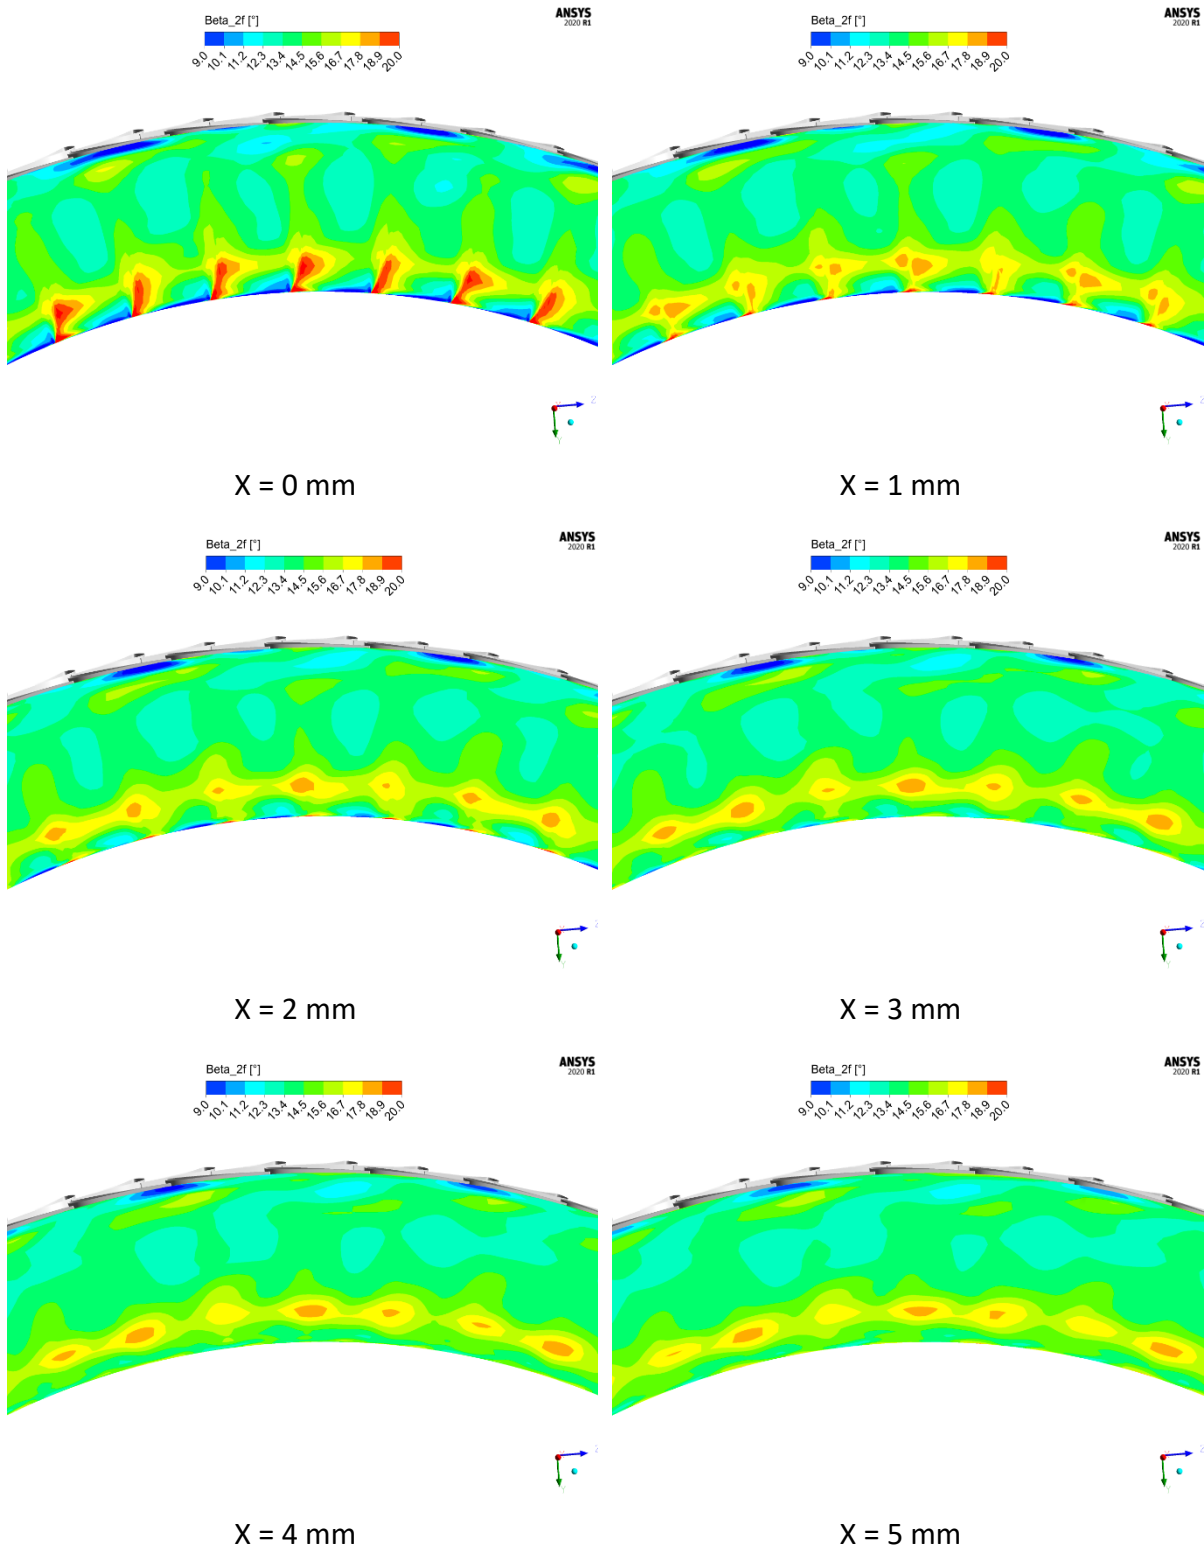 Beta_2f [°]
ANSYS
2020 R1
9.0 10.1 11.2 12.3 13.4 14.5 15.6 16.7 17.8 18.9 20.0
Z
Y
X = 0 mm
Beta_2f [°]
ANSYS
2020 R1
9.0 10.1 11.2 12.3 13.4 14.5 15.6 16.7 17.8 18.9 20.0
Z
Y
X = 1 mm
Beta_2f [°]
ANSYS
2020 R1
9.0 10.1 11.2 12.3 13.4 14.5 15.6 16.7 17.8 18.9 20.0
Z
Y
X = 2 mm
Beta_2f [°]
ANSYS
2020 R1
9.0 10.1 11.2 12.3 13.4 14.5 15.6 16.7 17.8 18.9 20.0
Z
Y
X = 3 mm
Beta_2f [°]
ANSYS
2020 R1
9.0 10.1 11.2 12.3 13.4 14.5 15.6 16.7 17.8 18.9 20.0
Z
Y
X = 4 mm
Beta_2f [°]
ANSYS
2020 R1
9.0 10.1 11.2 12.3 13.4 14.5 15.6 16.7 17.8 18.9 20.0
Z
Y
X = 5 mm